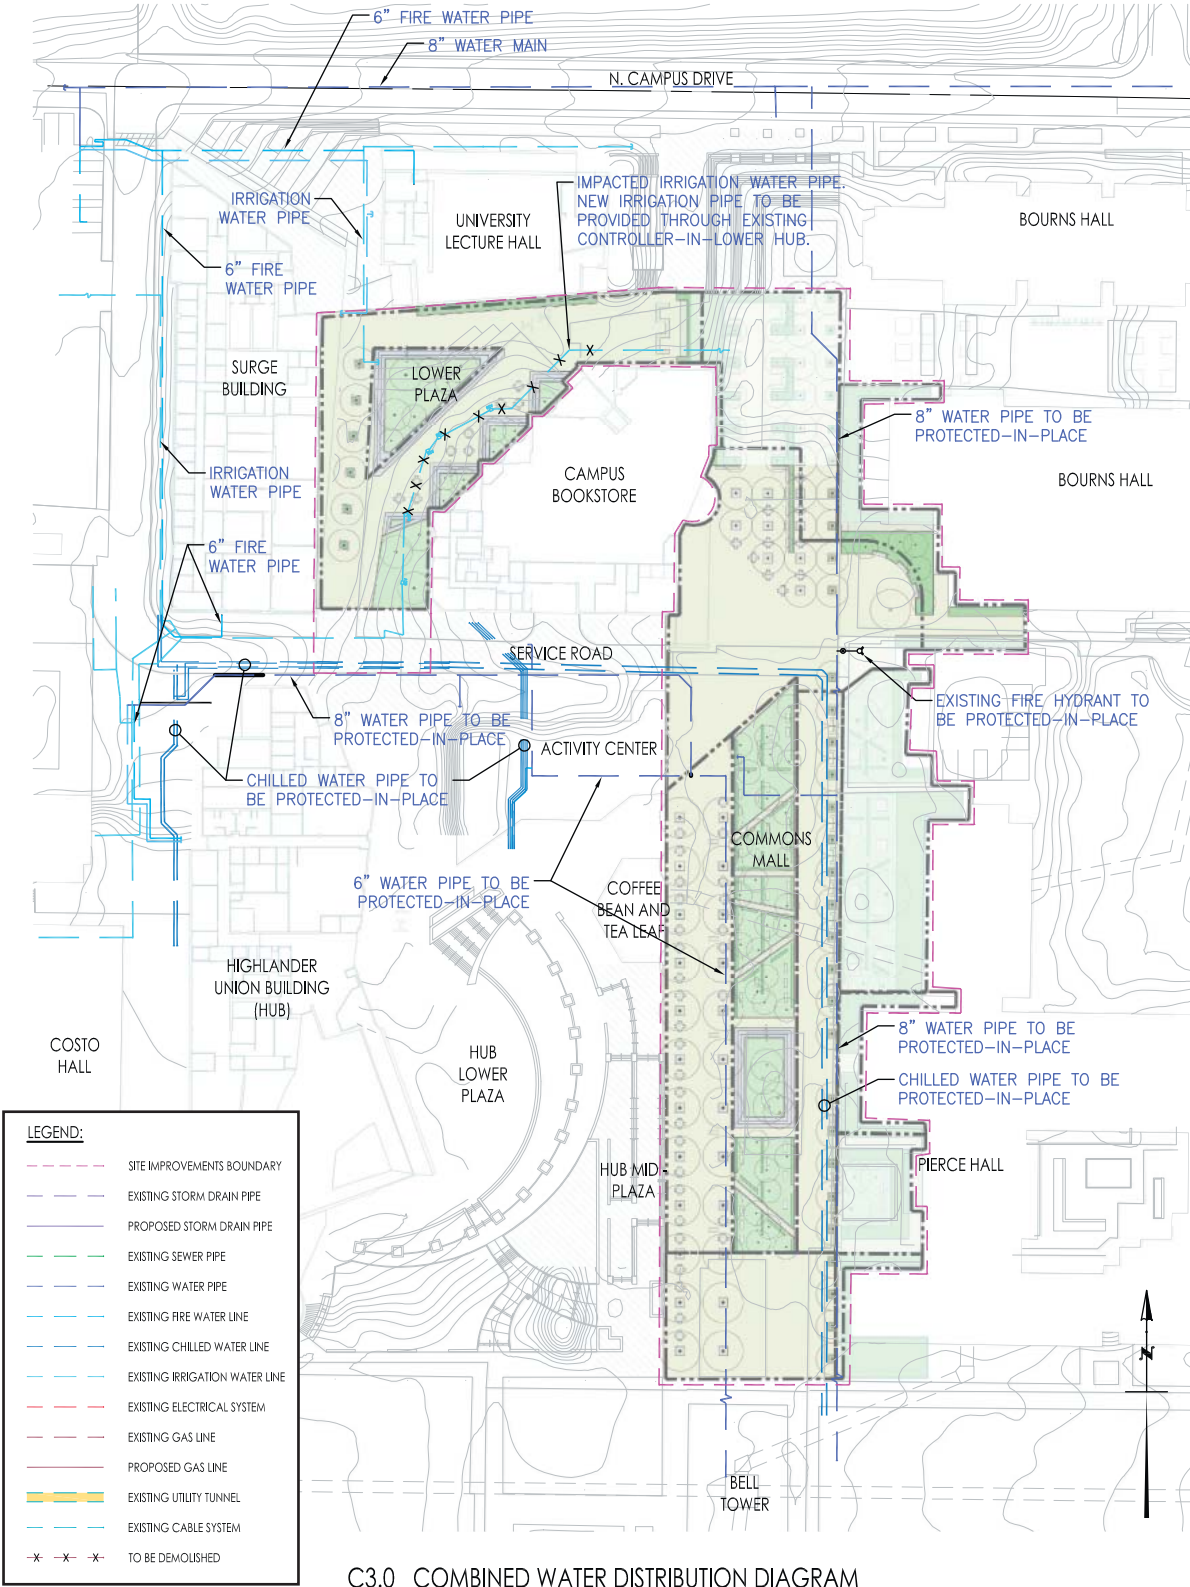 6" FIRE WATER PIPE
8" WATER MAIN
N. CAMPUS DRIVE
IRRIGATION
WATER PIPE
UNIVERSITY
LECTURE HALL
IMPACTED IRRIGATION WATER PIPE.
NEW IRRIGATION PIPE TO BE
PROVIDED THROUGH EXISTING
CONTROLLER-IN-LOWER HUB.
BOURNS HALL
6" FIRE
WATER PIPE
SURGE
BUILDING
LOWER
PLAZA
8" WATER PIPE TO BE
PROTECTED-IN-PLACE
IRRIGATION
WATER PIPE
CAMPUS
BOOKSTORE
BOURNS HALL
6" FIRE
WATER PIPE
SERVICE ROAD
8" WATER PIPE TO BE
PROTECTED-IN-PLACE
EXISTING FIRE HYDRANT TO
BE PROTECTED-IN-PLACE
ACTIVITY CENTER
CHILLED WATER PIPE TO
BE PROTECTED-IN-PLACE
COMMONS
MALL
6" WATER PIPE TO BE
PROTECTED-IN-PLACE
COFFEE
BEAN AND
TEA LEAF
HIGHLANDER
UNION BUILDING
(HUB)
COSTO
HALL
HUB
LOWER
PLAZA
8" WATER PIPE TO BE
PROTECTED-IN-PLACE
CHILLED WATER PIPE TO BE
PROTECTED-IN-PLACE
HUB MID-
PLAZA
PIERCE HALL
LEGEND:
SITE IMPROVEMENTS BOUNDARY
EXISTING STORM DRAIN PIPE
PROPOSED STORM DRAIN PIPE
EXISTING SEWER PIPE
EXISTING WATER PIPE
EXISTING FIRE WATER LINE
EXISTING CHILLED WATER LINE
EXISTING IRRIGATION WATER LINE
EXISTING ELECTRICAL SYSTEM
EXISTING GAS LINE
PROPOSED GAS LINE
EXISTING UTILITY TUNNEL
EXISTING CABLE SYSTEM
TO BE DEMOLISHED
N
BELL
TOWER
C3.0 COMBINED WATER DISTRIBUTION DIAGRAM